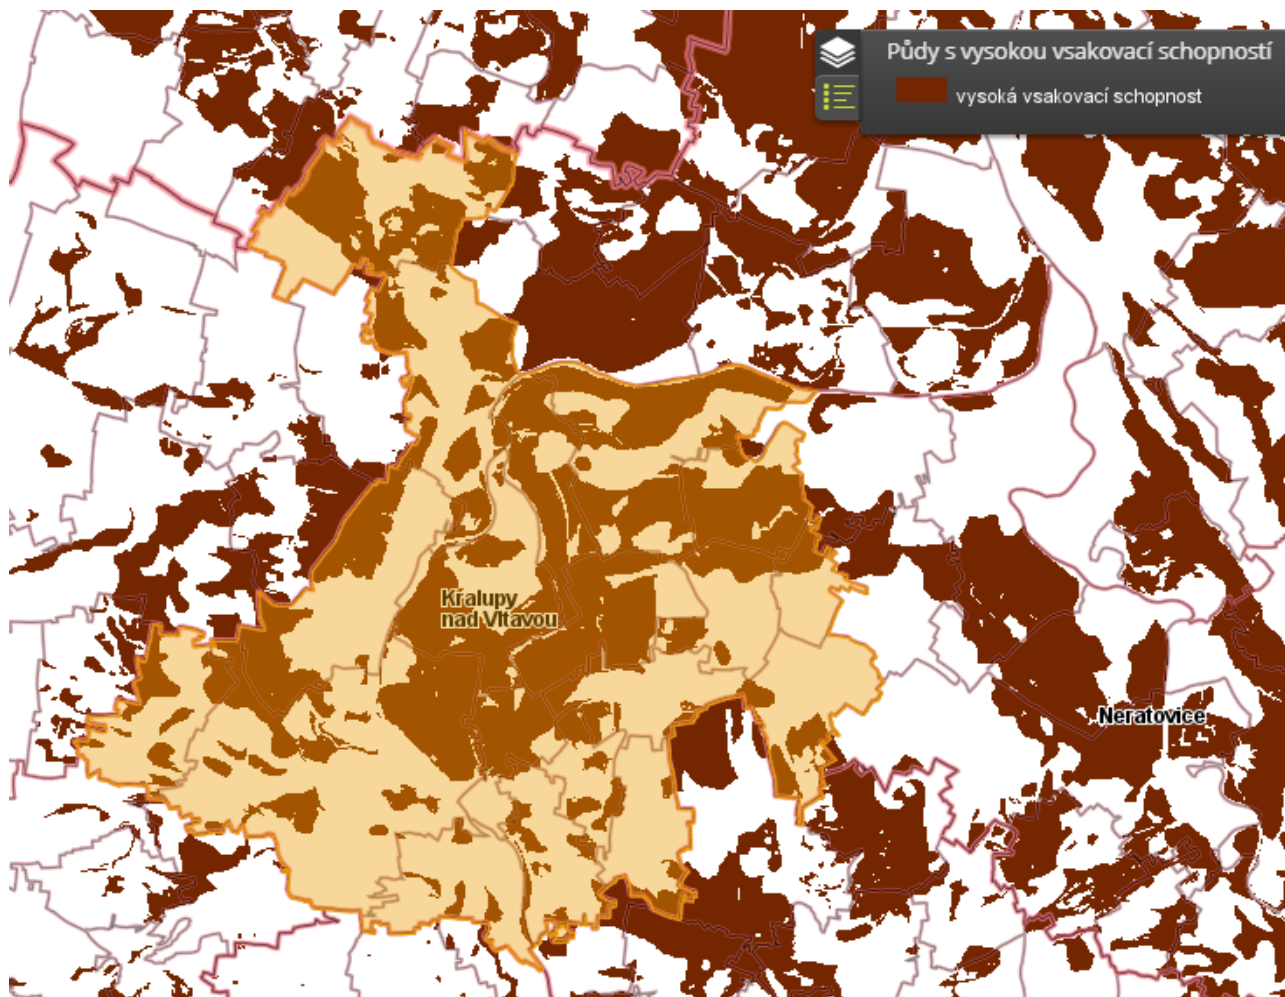 Půdy s vysokou vsakovací schopností
vysoká vsakovací schopnost
Kralupy
nad Vltavou
Neratovice